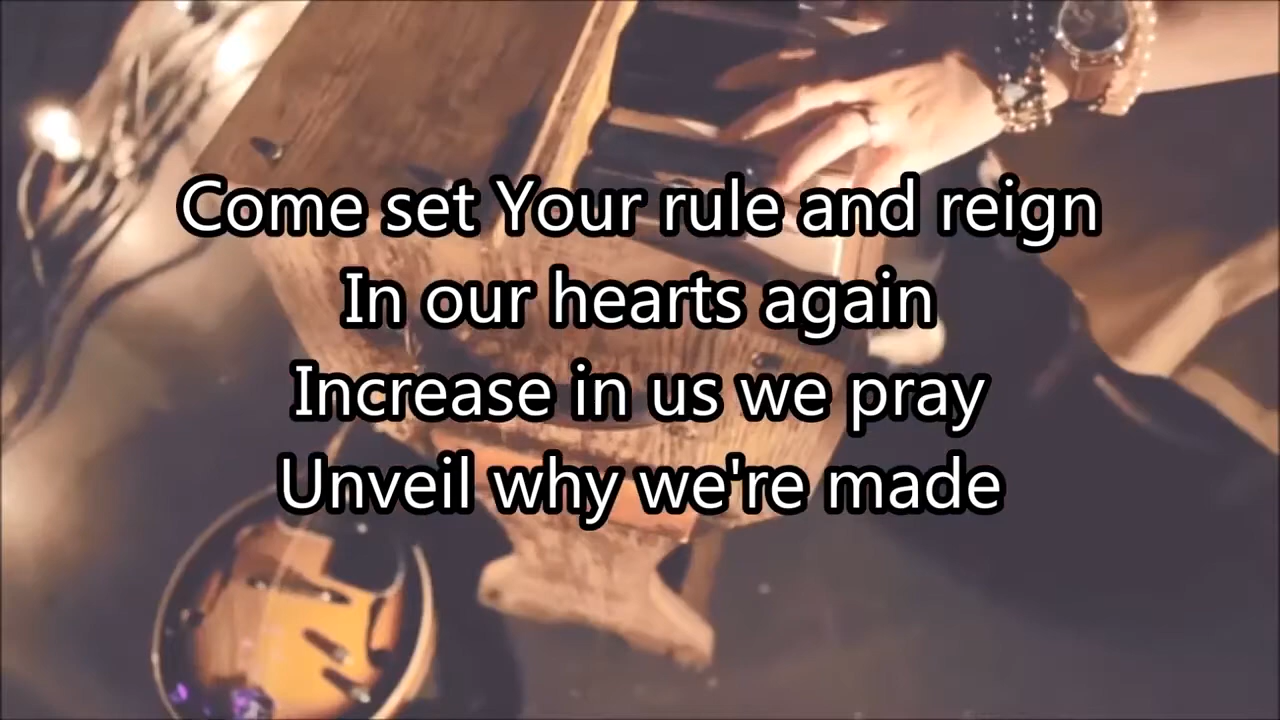 Come set Your rule and reign
In our hearts again
Increase in us we pray
Unveil why we're made